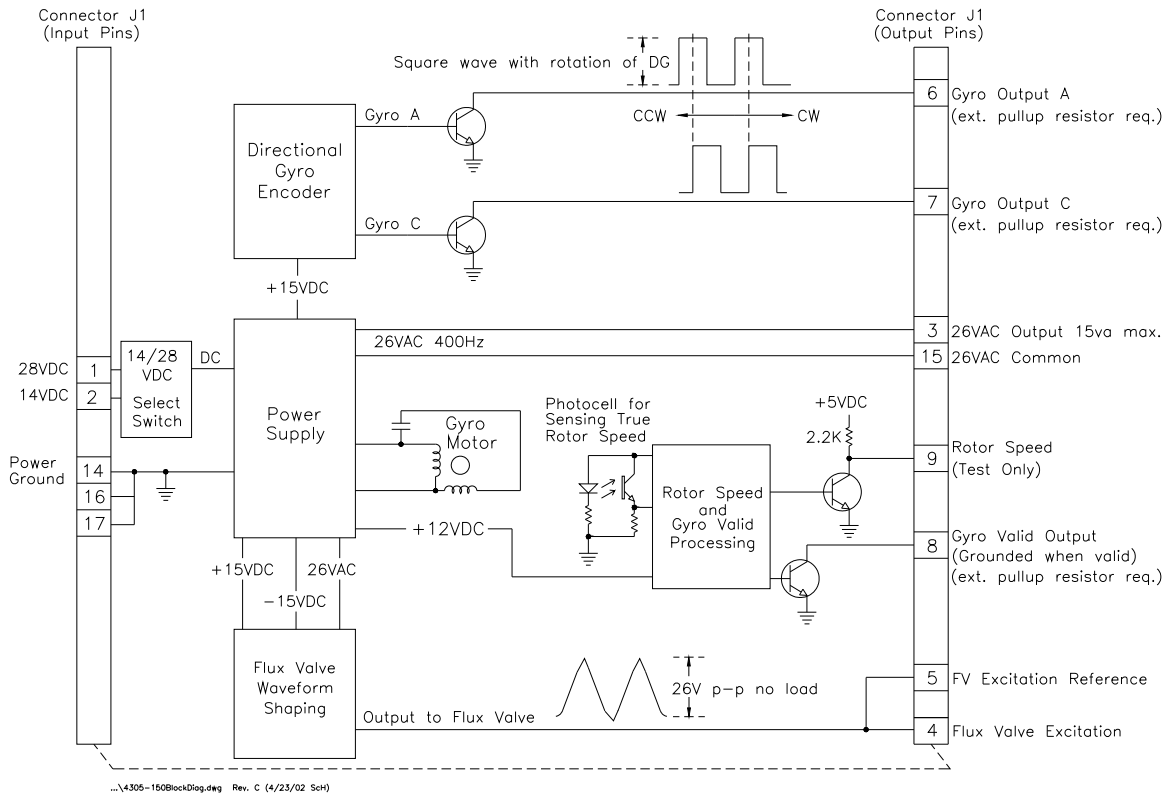 Connector J1
(Input Pins)
Connector J1
(Output Pins)
Square wave with rotation of DG
CCW
CW
Gyro A
Directional
Gyro
Encoder
Gyro C
6
Gyro Output A
(ext. pullup resistor req.)
7
Gyro Output C
(ext. pullup resistor req.)
+15VDC
26VAC 400Hz
3
26VAC Output 15va max.
15
26VAC Common
28VDC
1
14VDC
2
14/28
VDC
Select
Switch
DC
Power
Supply
Gyro
Motor
Photocell for
Sensing True
Rotor Speed
+5VDC
2.2K
9
Rotor Speed
(Test Only)
Power
Ground
14
16
17
Rotor Speed
and
Gyro Valid
Processing
+12VDC
8
Gyro Valid Output
(Grounded when valid)
(ext. pullup resistor req.)
+15VDC
26VAC
-15VDC
Flux Valve
Waveform
Shaping
Output to Flux Valve
26V p-p no load
5
FV Excitation Reference
4
Flux Valve Excitation
...\4305-150BlockDiag.dwg Rev. C (4/23/02 ScH)